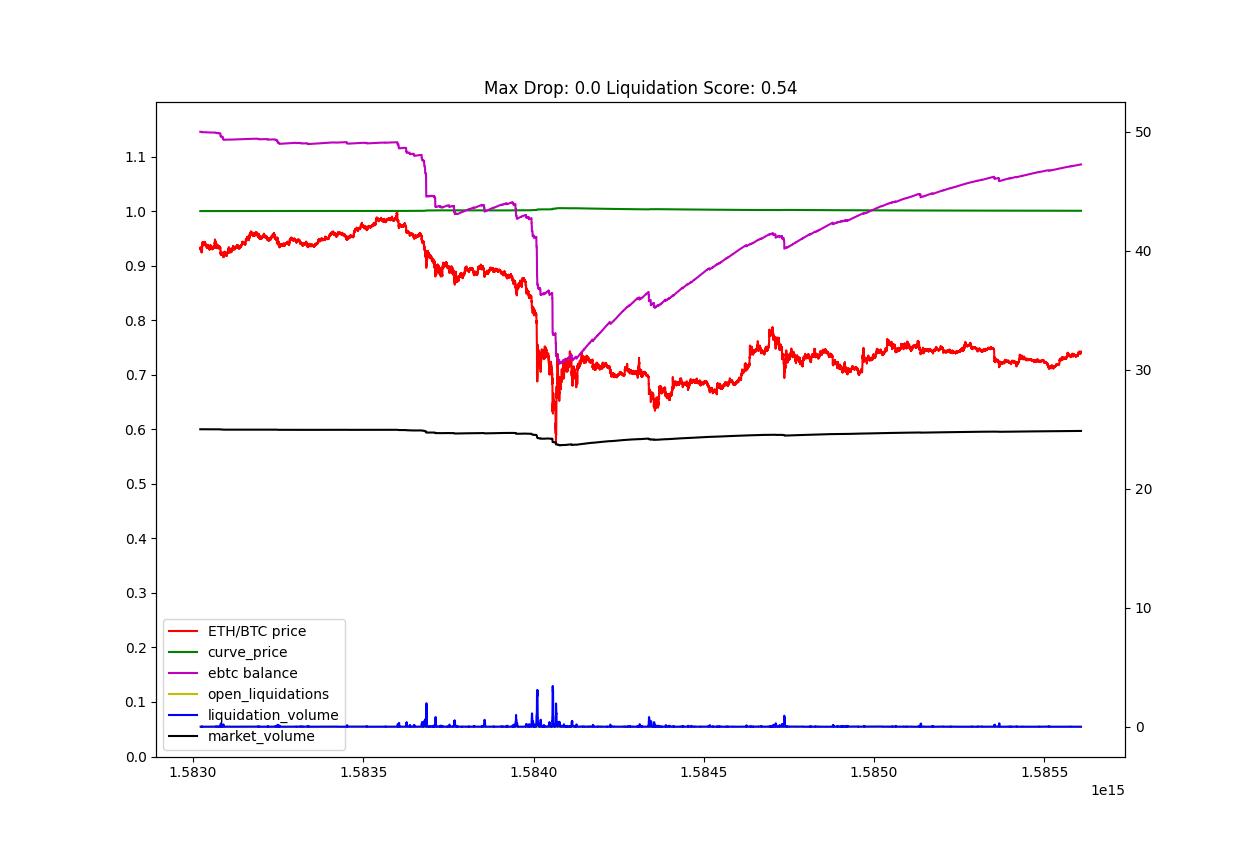 Max Drop: 0.0 Liquidation Score: 0.54
1.1
1.0
0.9
0.8
0.7
0.6
0.5
0.4
0.3
0.2
0.1
0.0
50
40
30
20
10
0
ETH/BTC price
curve_price
ebtc balance
open_liquidations
liquidation_volume
market_volume
1.5830 1.5835 1.5840 1.5845 1.5850 1.5855
1e15